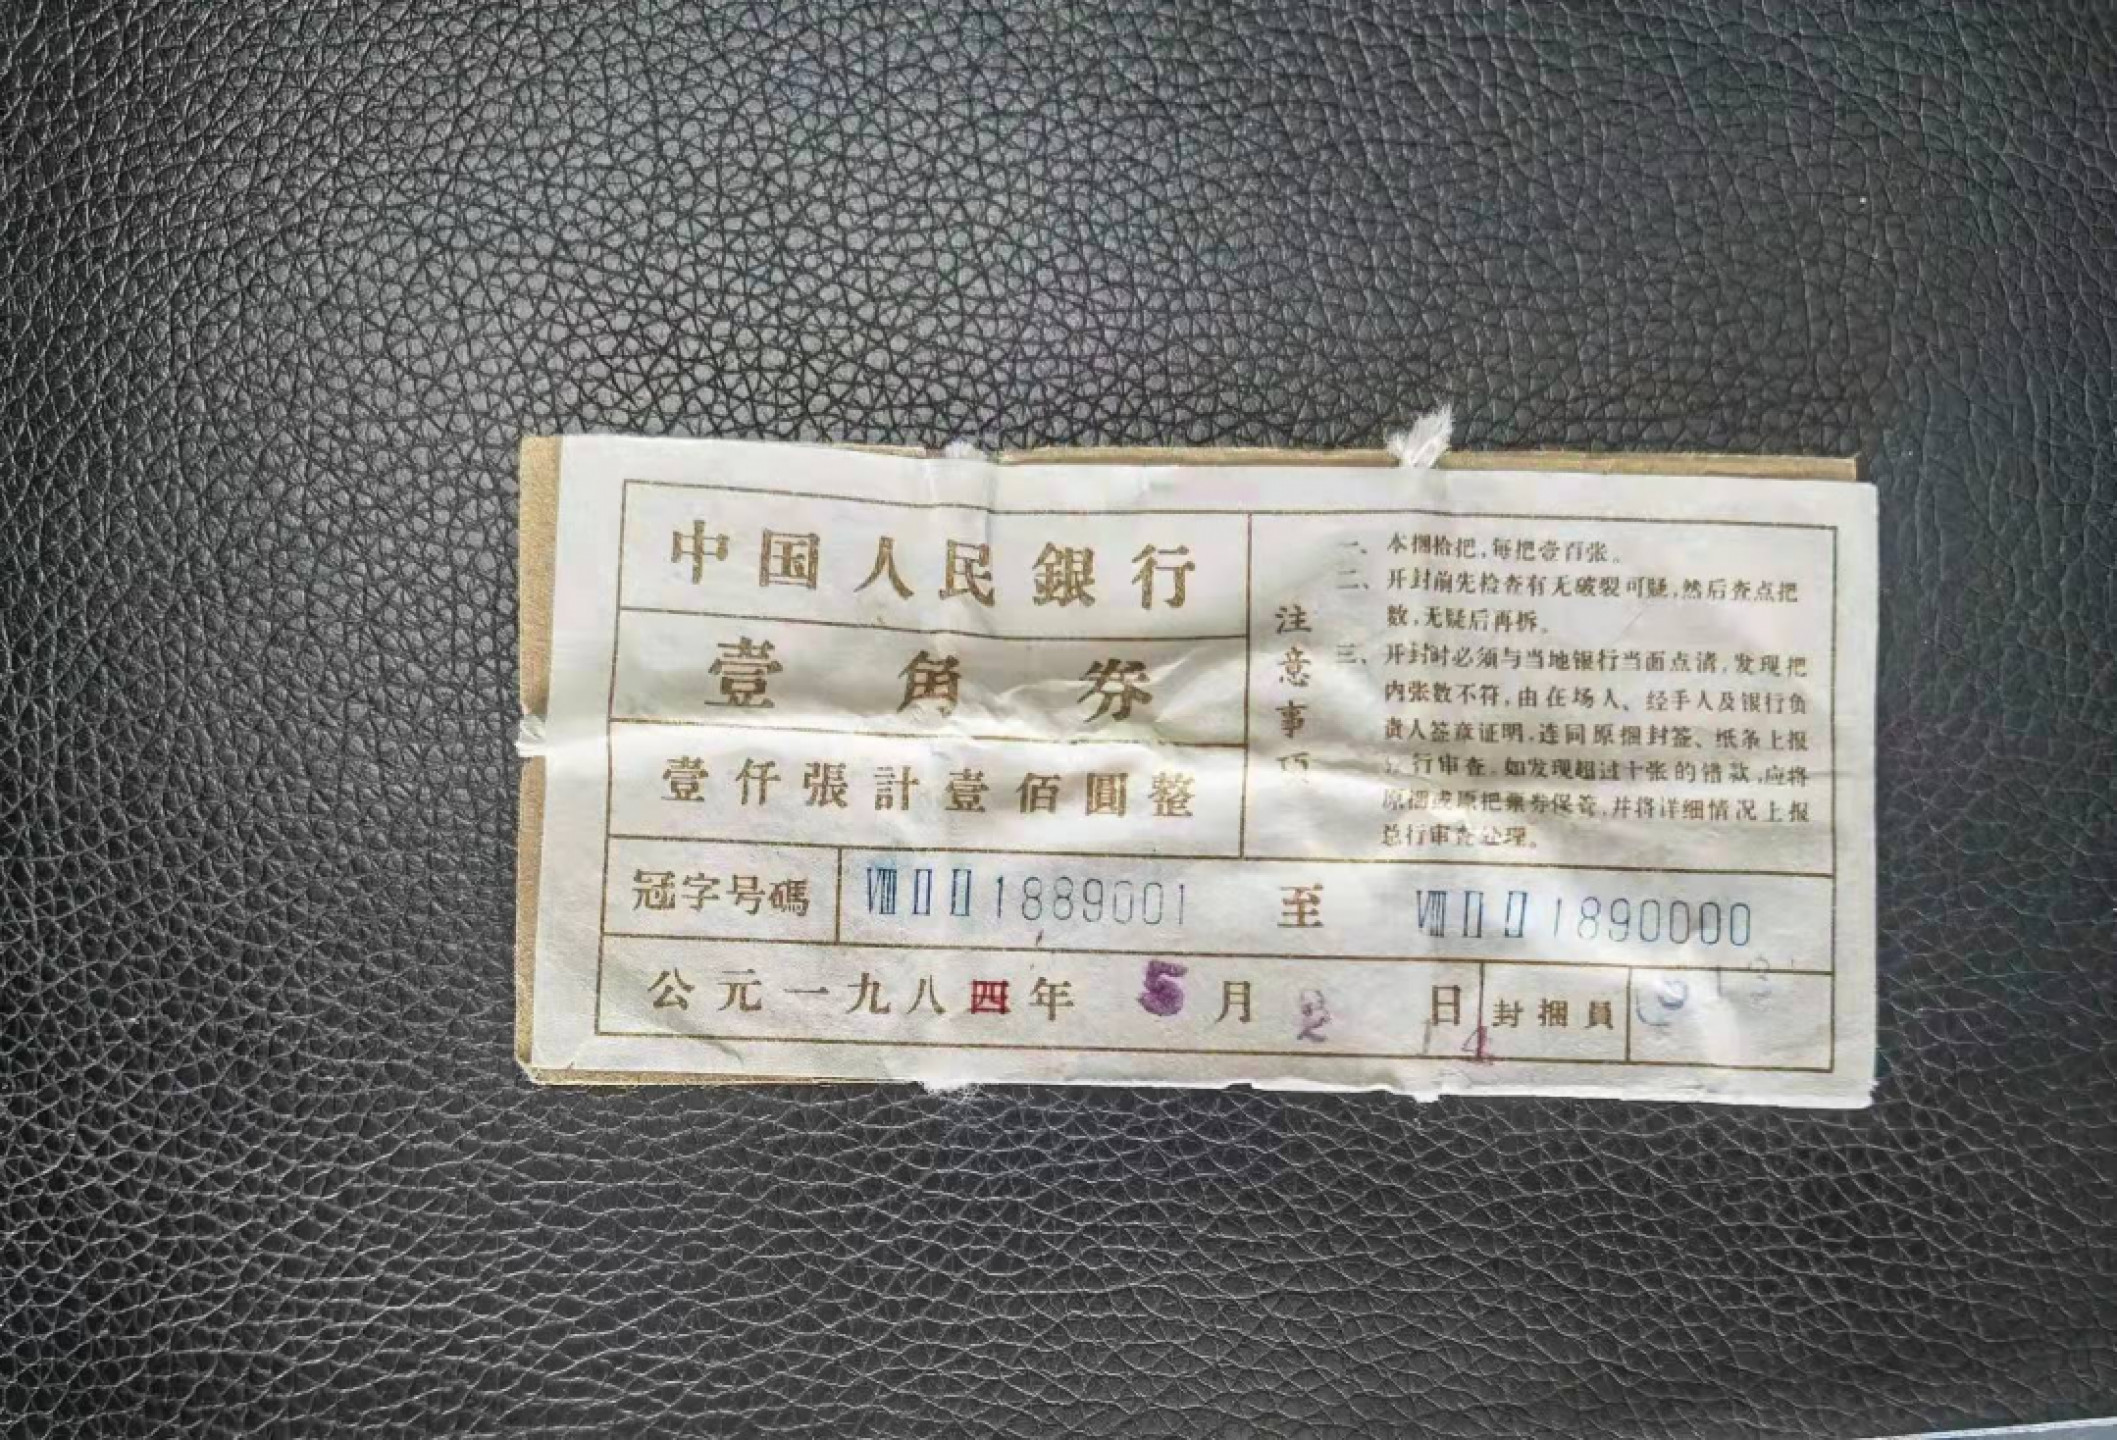 中国人民銀行
壹角券
壹仟張計壹佰圓整
注意事项
一、本捆拾把,每把壹百张。
二、开封前先检查有无破裂可疑,然后查点把
数,无疑后再拆。
三、开封时必须与当地银行当面点清,发现把
内张数不符,由在场人、经手人及银行负
责人签章证明,连同原捆封签、纸条上报
行审查。如发现超过十张的错款,应将
原捆或原把票券保管,并将详细情况上报
总行审查处理。
冠字号碼 ⅧⅡⅡ1889001 至 ⅧⅡⅡ1890000
公元一九八四年 5月 2 日 封捆員
14